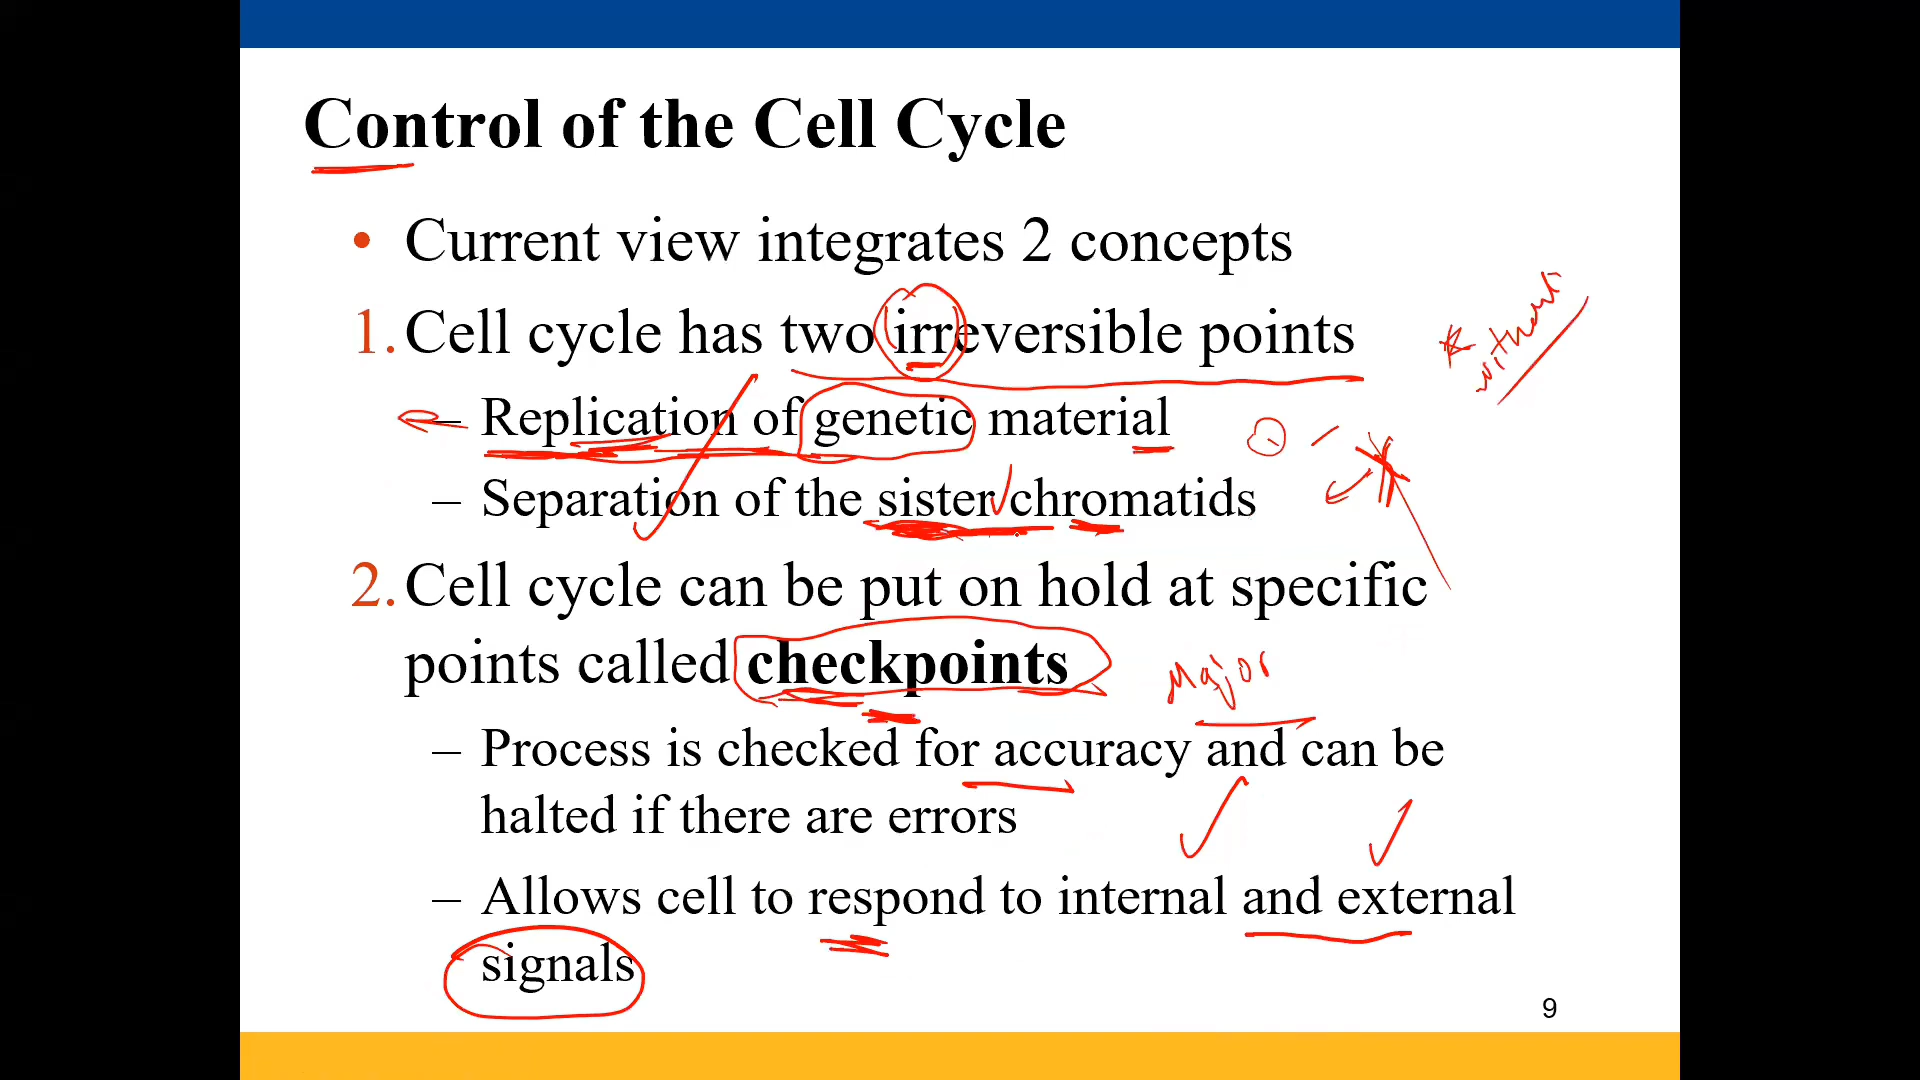 Control of the Cell Cycle
• Current view integrates 2 concepts
1. Cell cycle has two irreversible points
– Replication of genetic material
– Separation of the sister chromatids
2. Cell cycle can be put on hold at specific
points called checkpoints
Major
– Process is checked for accuracy and can be
halted if there are errors
– Allows cell to respond to internal and external
signals
9